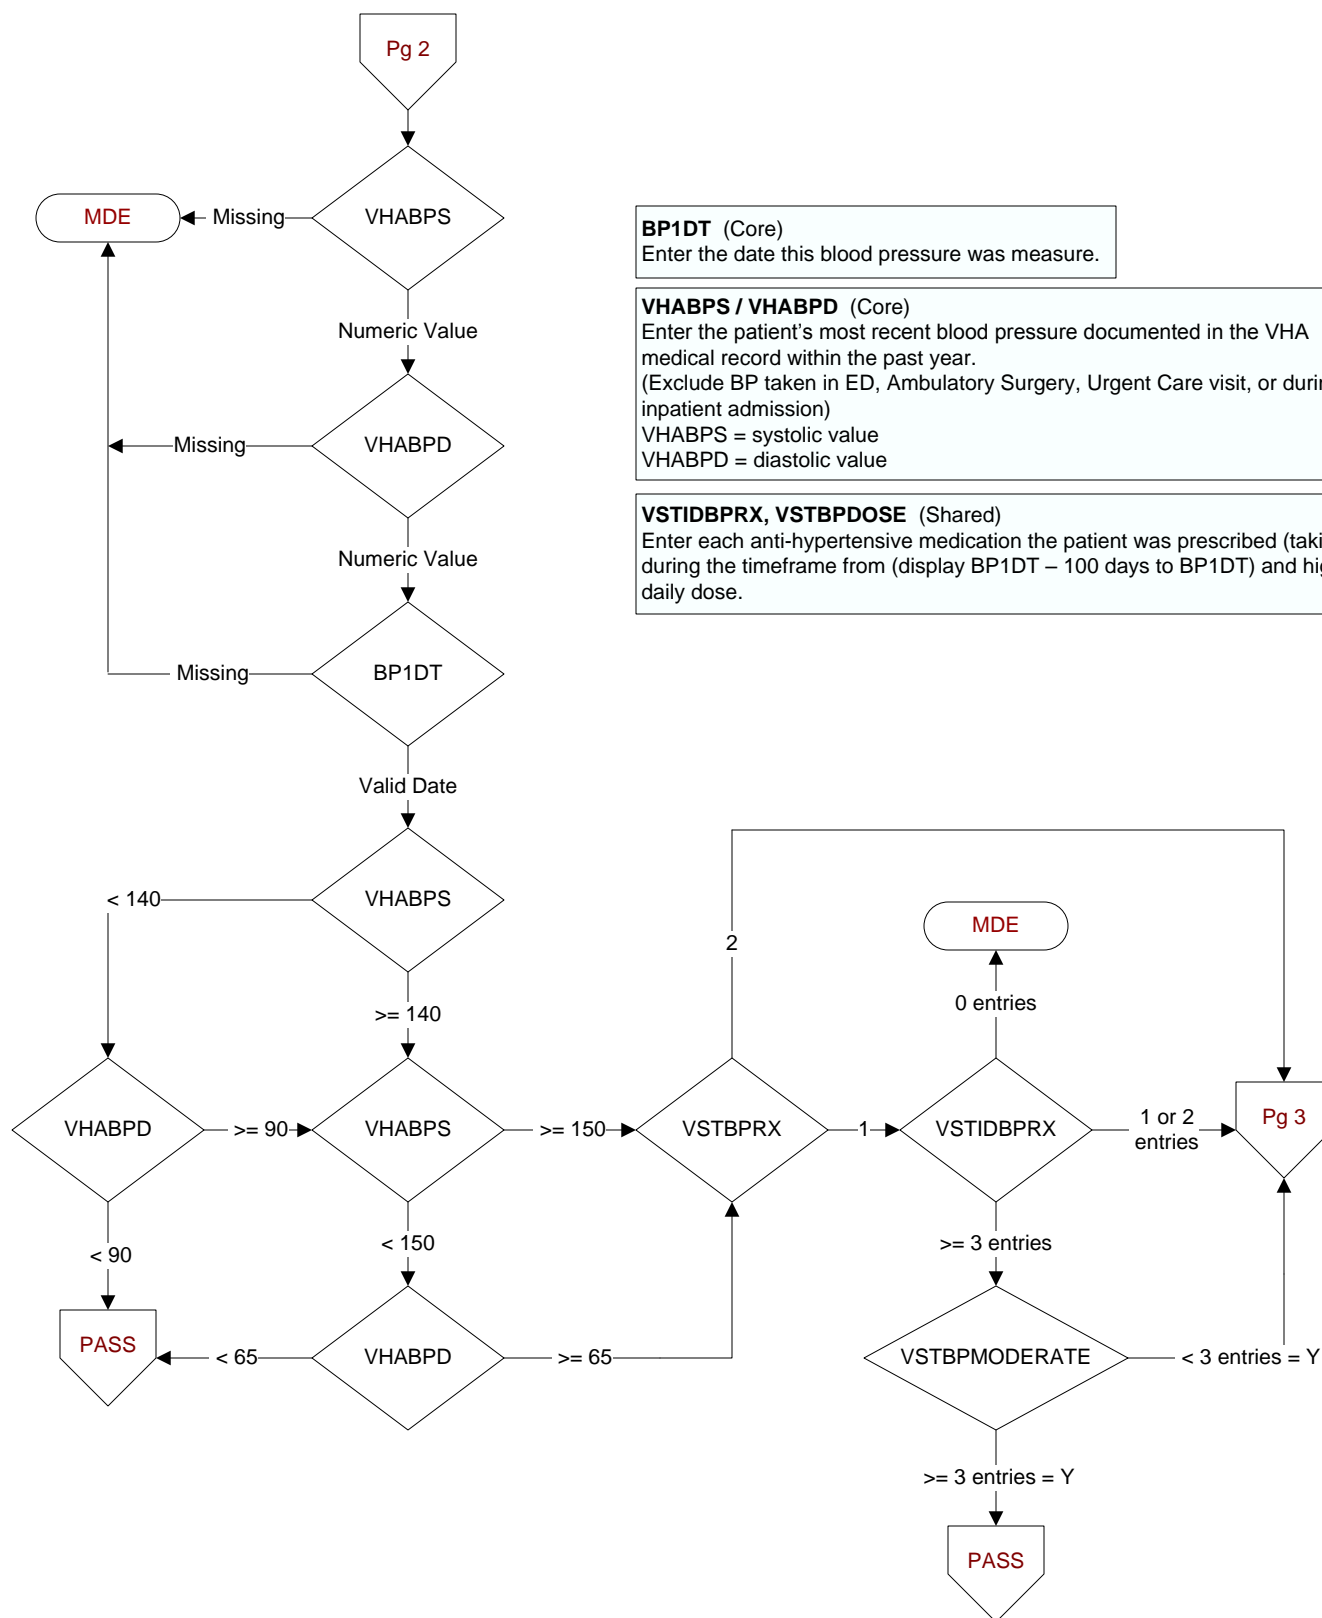 Pg 2
VHABPS
Missing
MDE
Numeric Value
VHABPD
Missing
Numeric Value
BP1DT
Missing
Valid Date
BP1DT (Core)
Enter the date this blood pressure was measure.
VHABPS / VHABPD (Core)
Enter the patient's most recent blood pressure documented in the VHA
medical record within the past year.
(Exclude BP taken in ED, Ambulatory Surgery, Urgent Care visit, or
inpatient admission)
VHABPS = systolic value
VHABPD = diastolic value
VSTIDBPRX, VSTBPDOSE (Shared)
Enter each anti-hypertensive medication the patient was prescribed
during the timeframe from (display BP1DT – 100 days to BP1DT) and
daily dose.
VHABPS
< 140
>= 140
2
MDE
0 entries
VHABPD
>= 90
VHABPS
>= 150
VSTBPRX
1
VSTIDBPRX
1 or 2
entries
Pg 3
< 90
< 150
>= 3 entries
PASS
< 65
VHABPD
>= 65
VSTBPMODERATE
< 3 entries = Y
>= 3 entries = Y
PASS